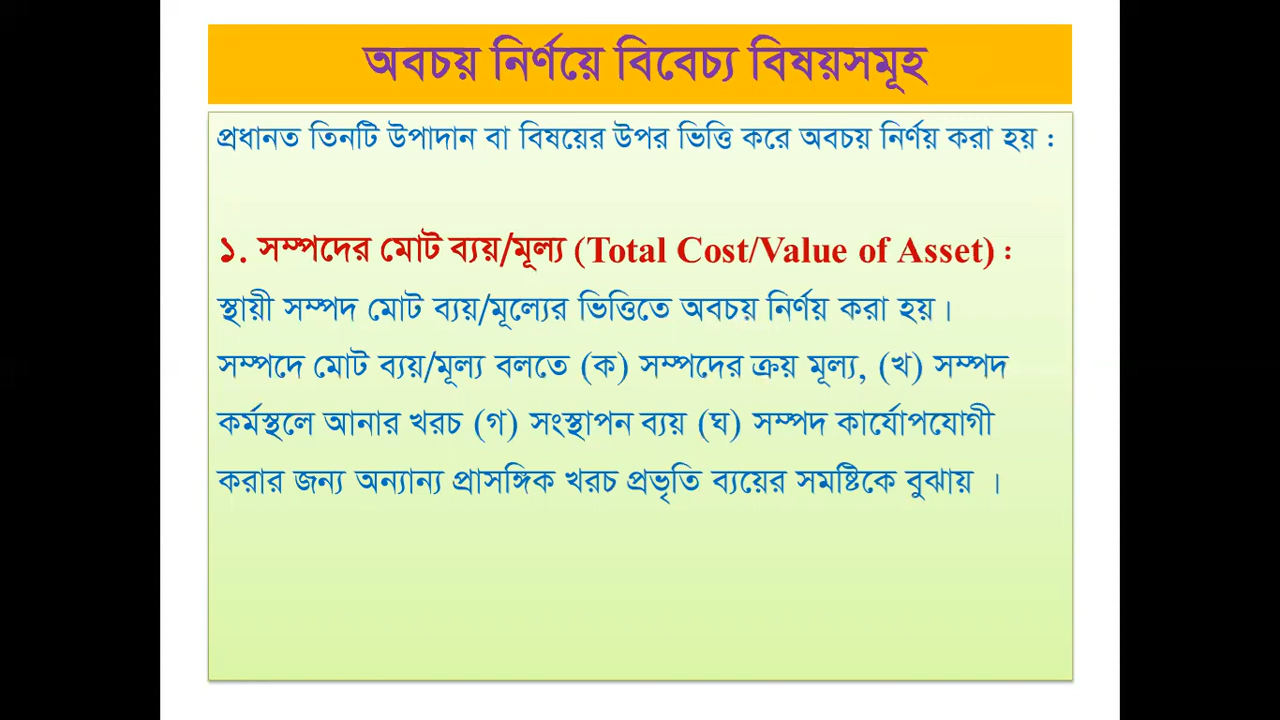 অবচয় নির্ণয়ে বিবেচ্য বিষয়সমূহ
প্রধানত তিনটি উপাদান বা বিষয়ের উপর ভিত্তি করে অবচয় নির্ণয় করা হয় :
১. সম্পদের মোট ব্যয়/মূল্য (Total Cost/Value of Asset) :
স্থায়ী সম্পদ মোট ব্যয়/মূল্যের ভিত্তিতে অবচয় নির্ণয় করা হয়।
সম্পদে মোট ব্যয়/মূল্য বলতে (ক) সম্পদের ক্রয় মূল্য, (খ) সম্পদ
কর্মস্থলে আনার খরচ (গ) সংস্থাপন ব্যয় (ঘ) সম্পদ কার্যোপযোগী
করার জন্য অন্যান্য প্রাসঙ্গিক খরচ প্রভৃতি ব্যয়ের সমষ্টিকে বুঝায় ।